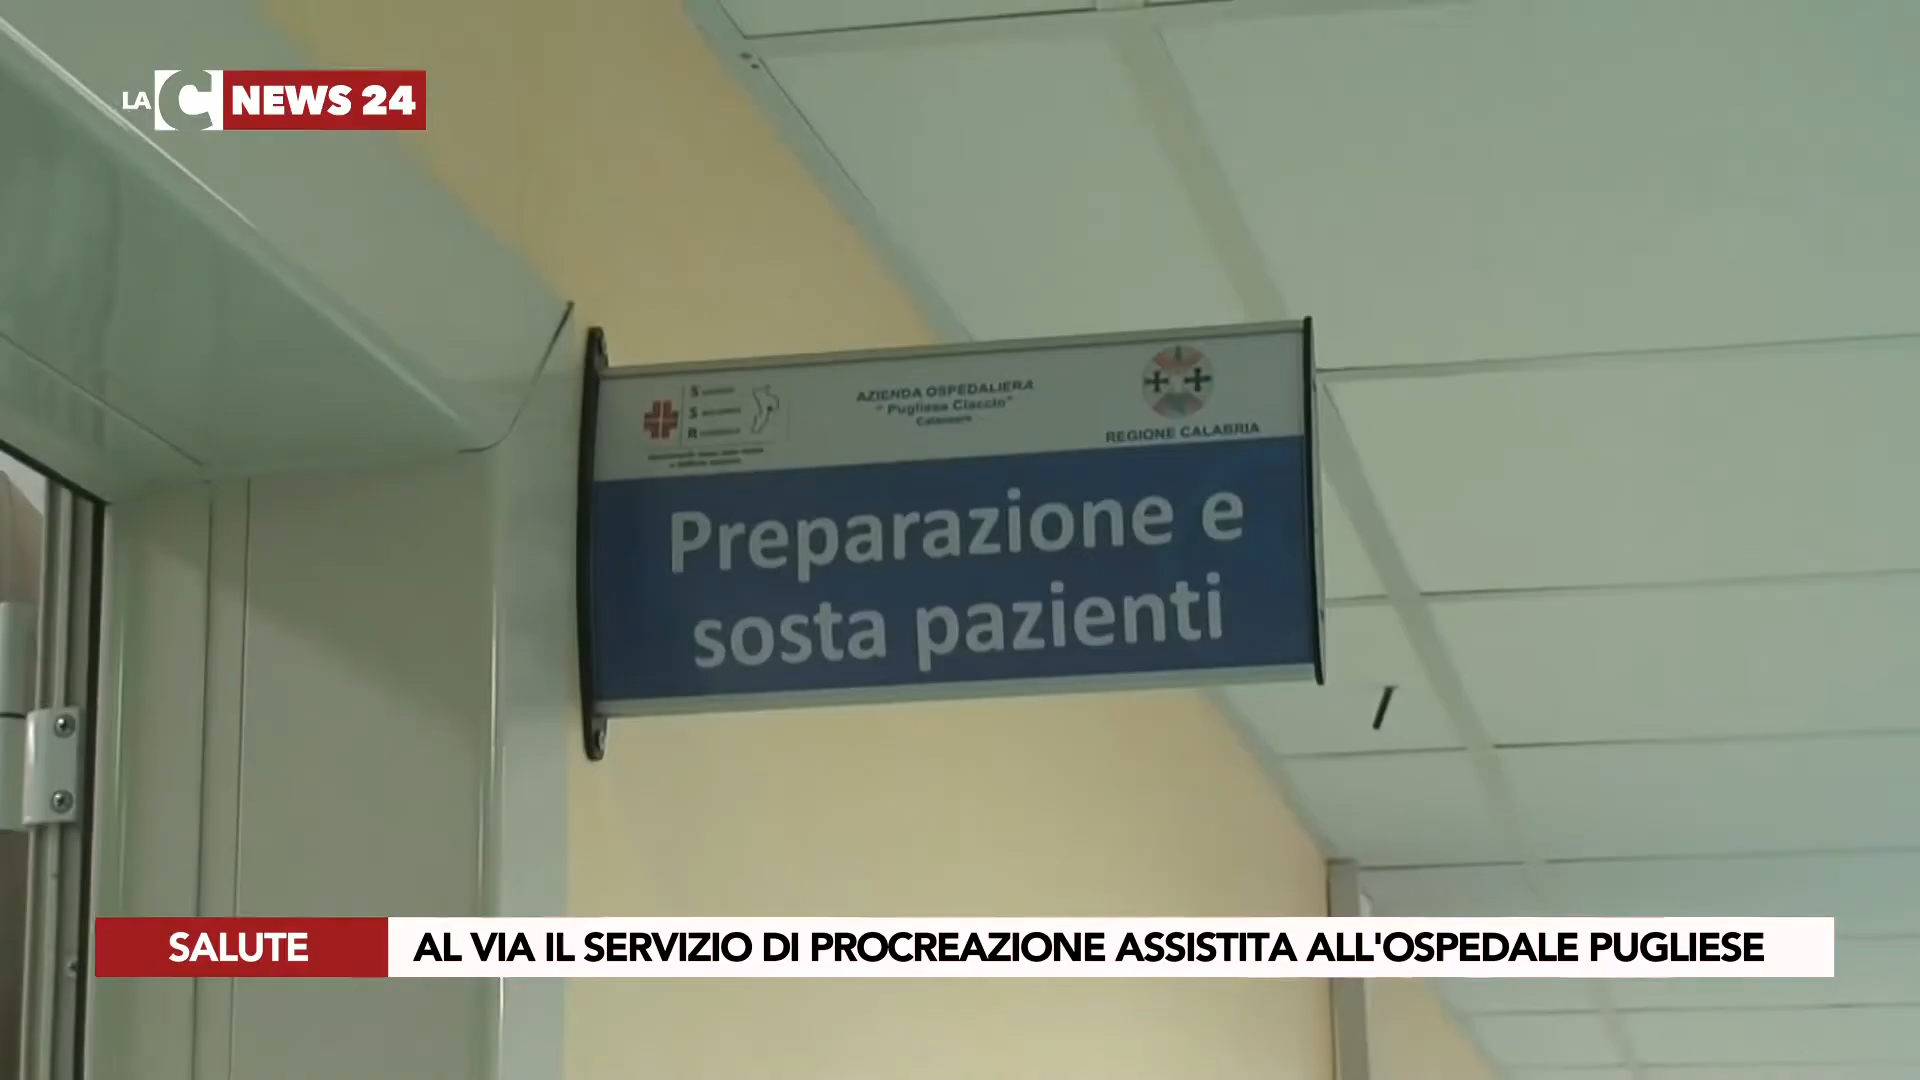 LA C NEWS 24
S
S
R
AZIENDA OSPEDALIERA
"Pugliese Ciaccio"
Catanzaro
REGIONE CALABRIA
Preparazione e
sosta pazienti
SALUTE AL VIA IL SERVIZIO DI PROCREAZIONE ASSISTITA ALL'OSPEDALE PUGLIESE